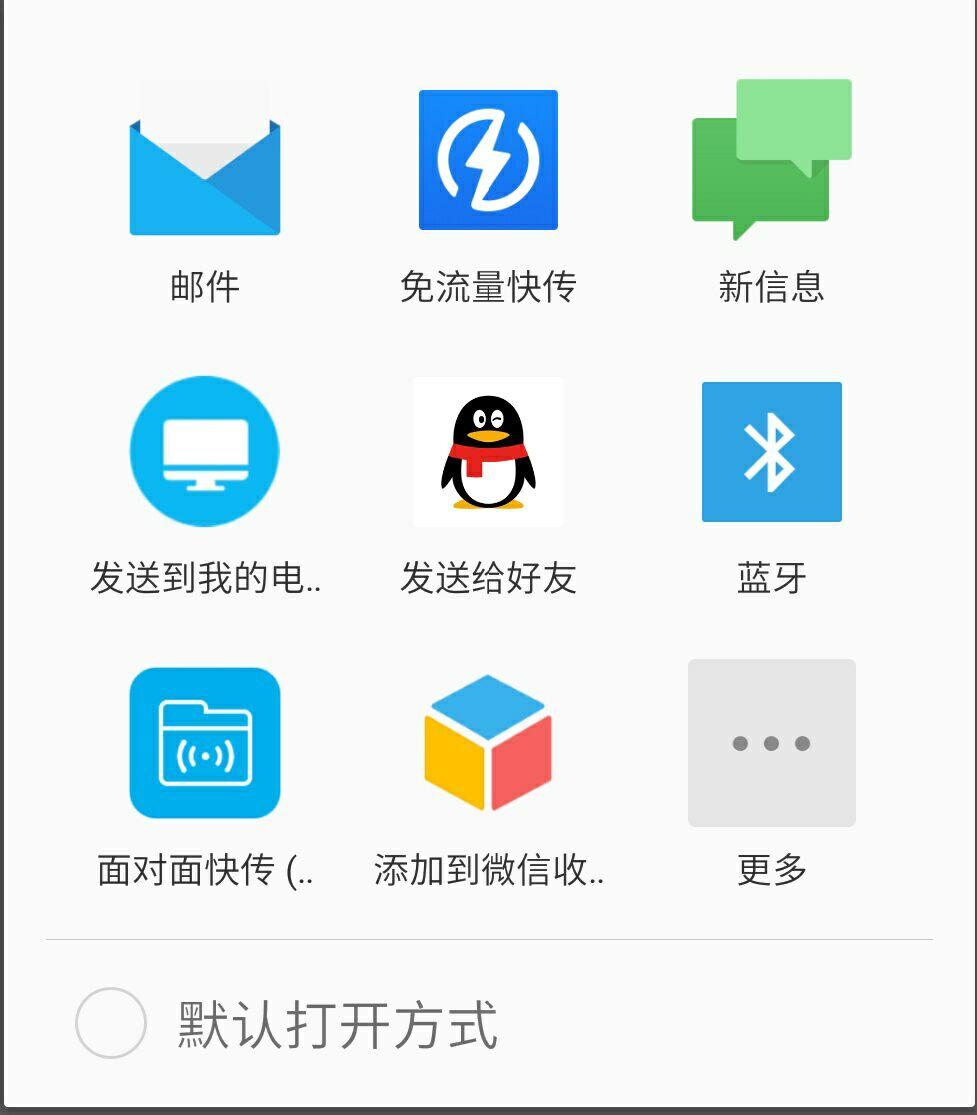 邮件
免流量快传
新信息
发送到我的电..
发送给好友
蓝牙
面对面快传 (..
添加到微信收..
更多
默认打开方式